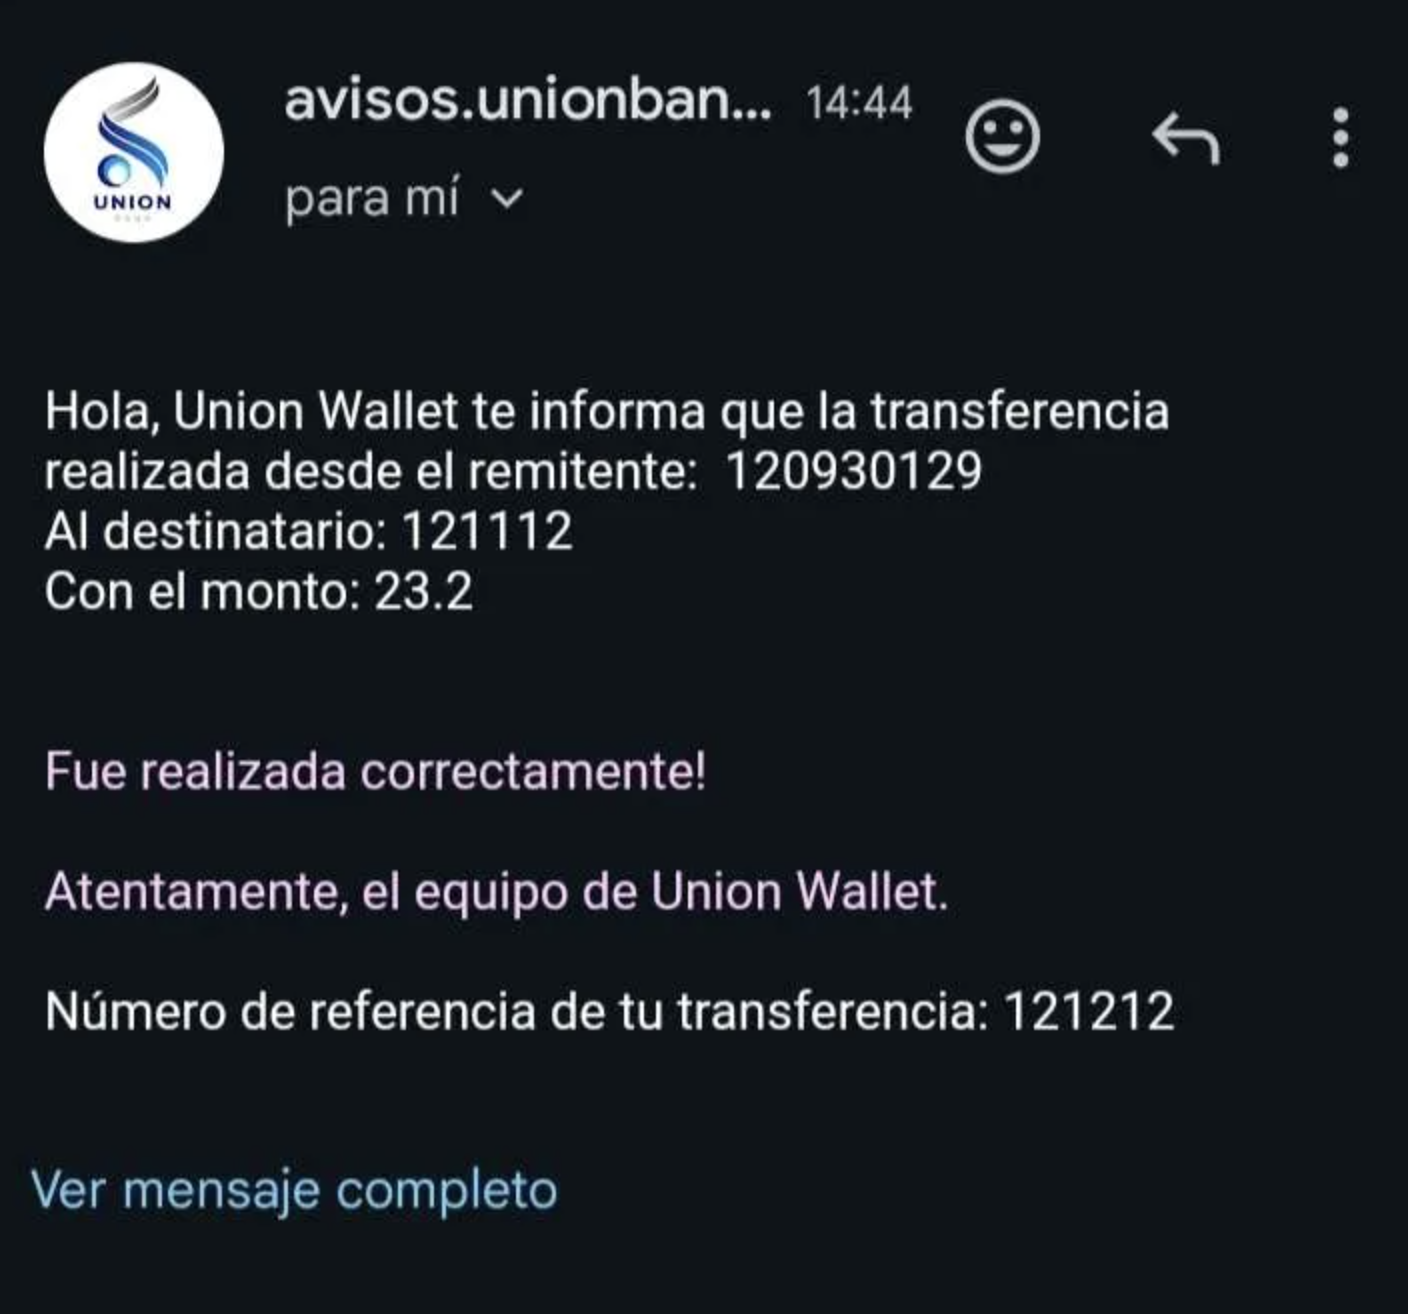 avisos.unionban... 14:44
para mí
UNION
Hola, Union Wallet te informa que la transferencia
realizada desde el remitente: 120930129
Al destinatario: 121112
Con el monto: 23.2
Fue realizada correctamente!
Atentamente, el equipo de Union Wallet.
Número de referencia de tu transferencia: 121212
Ver mensaje completo